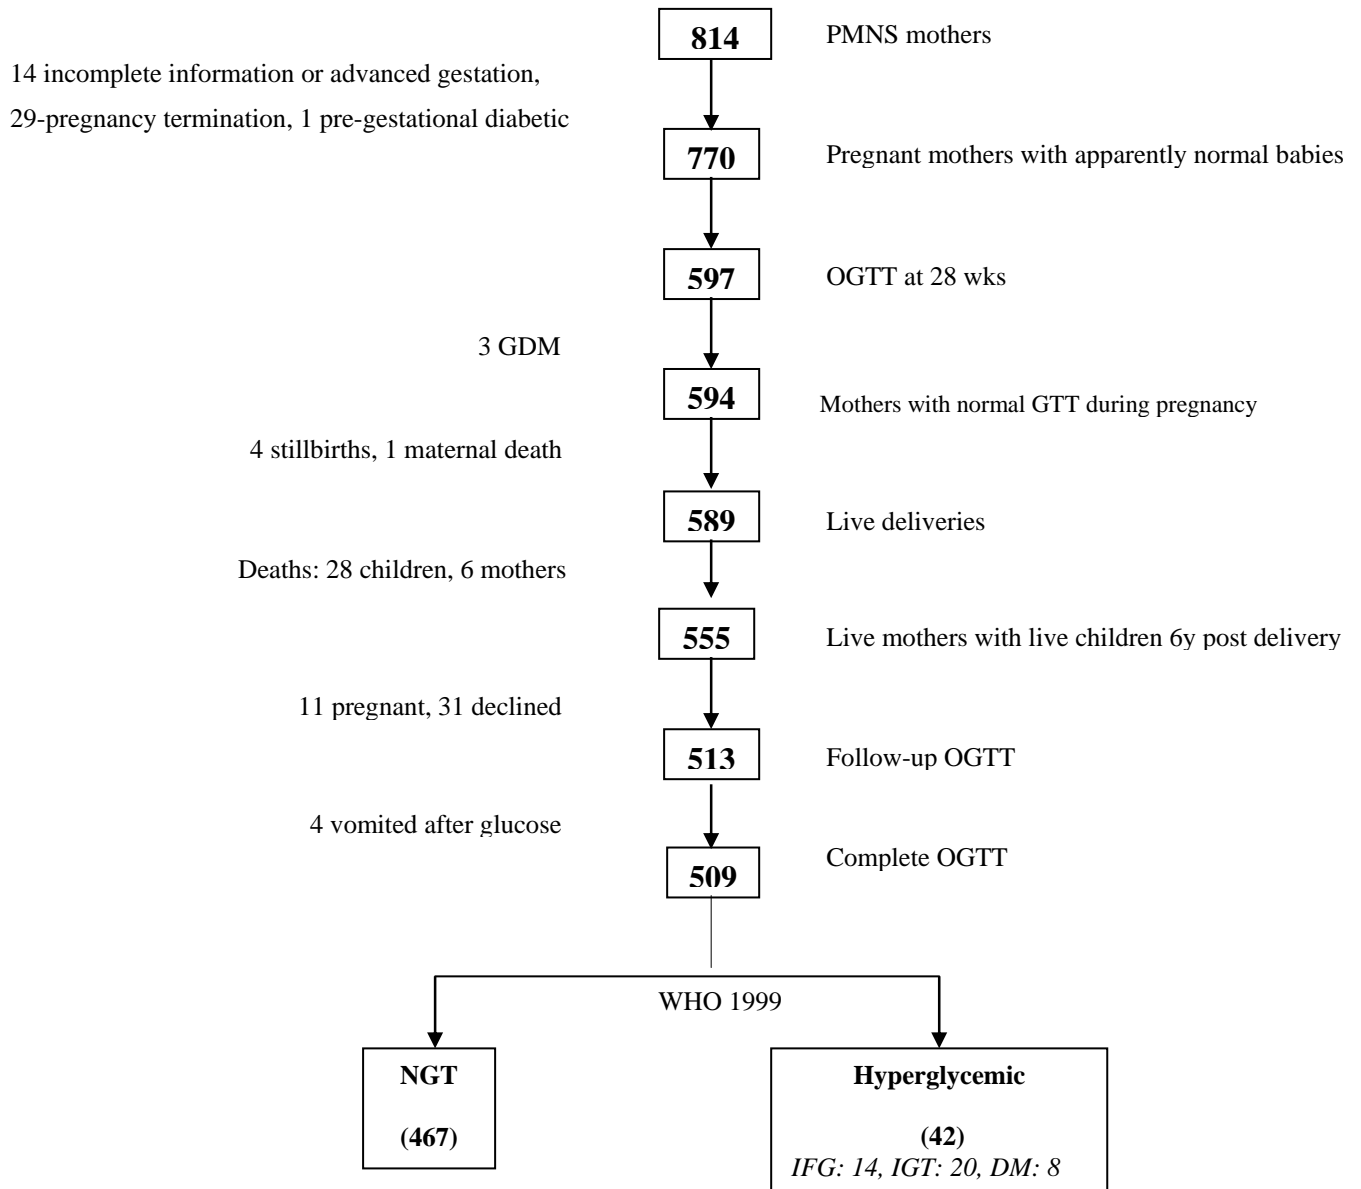 814
PMNS mothers
14 incomplete information or advanced gestation,
29-pregnancy termination, 1 pre-gestational diabetic
770
Pregnant mothers with apparently normal babies
597
OGTT at 28 wks
3 GDM
594
Mothers with normal GTT during pregnancy
4 stillbirths, 1 maternal death
589
Live deliveries
Deaths: 28 children, 6 mothers
555
Live mothers with live children 6y post delivery
11 pregnant, 31 declined
513
Follow-up OGTT
4 vomited after glucose
509
Complete OGTT
WHO 1999
NGT
(467)
Hyperglycemic
(42)
IFG: 14, IGT: 20, DM: 8